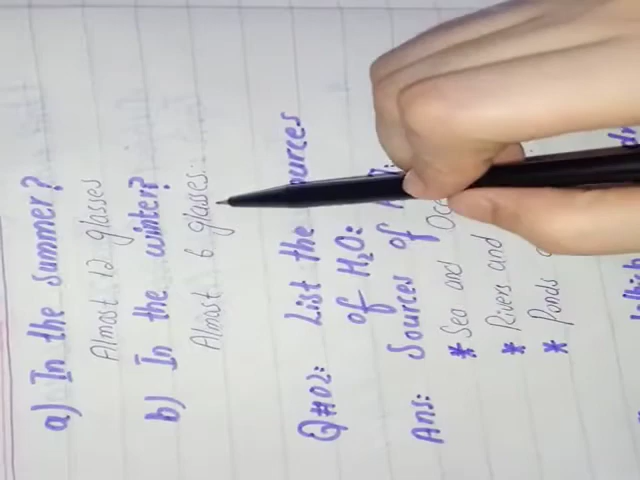 a) In the Summer?
Almost 12 glasses
b) In the winter?
Almost 6 glasses.
Q#02: List the
of H₂O:
Ans: Sources of
* Sea and
* Rivers and
* Ponds